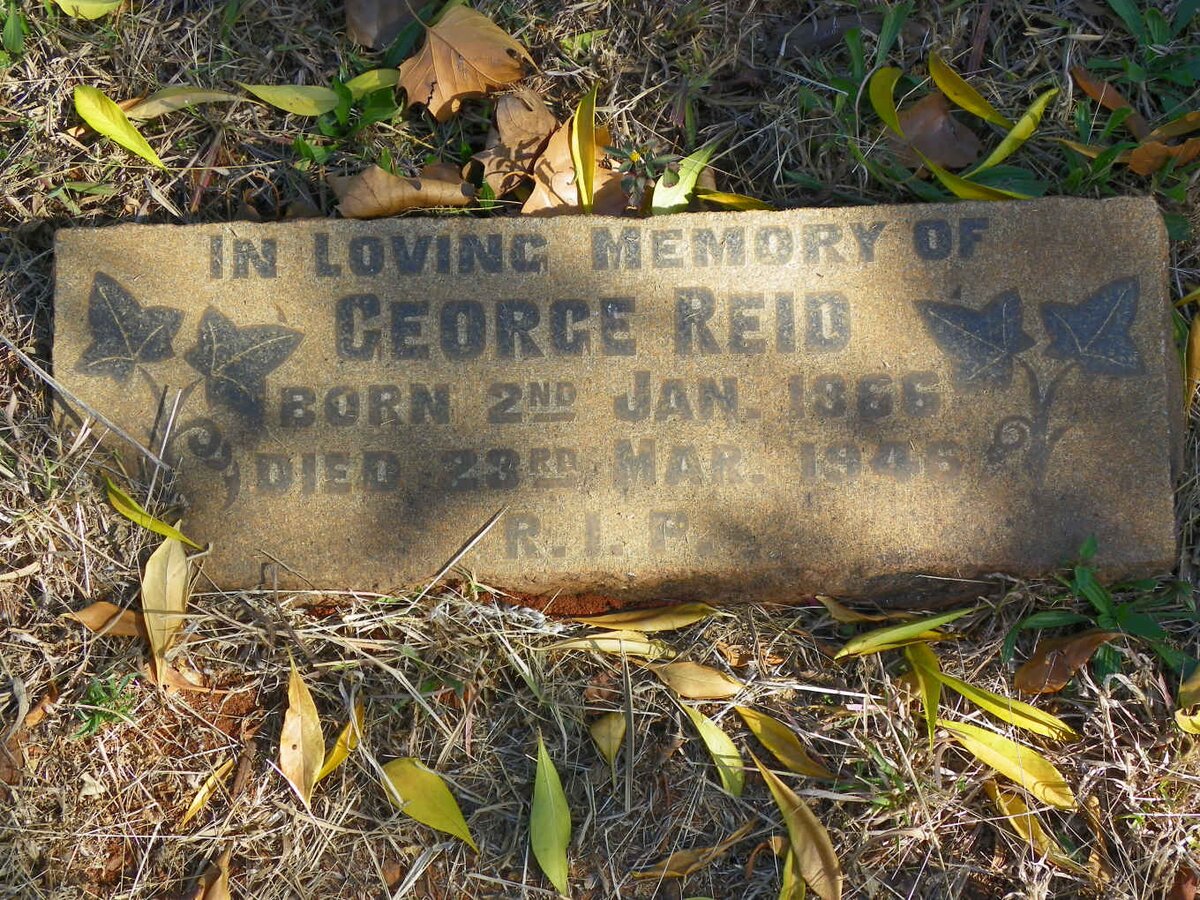 IN LOVING MEMORY OF
GEORGE REID
BORN 2ND JAN. 1866
DIED 23RD MAR. 1946
R.I.P.